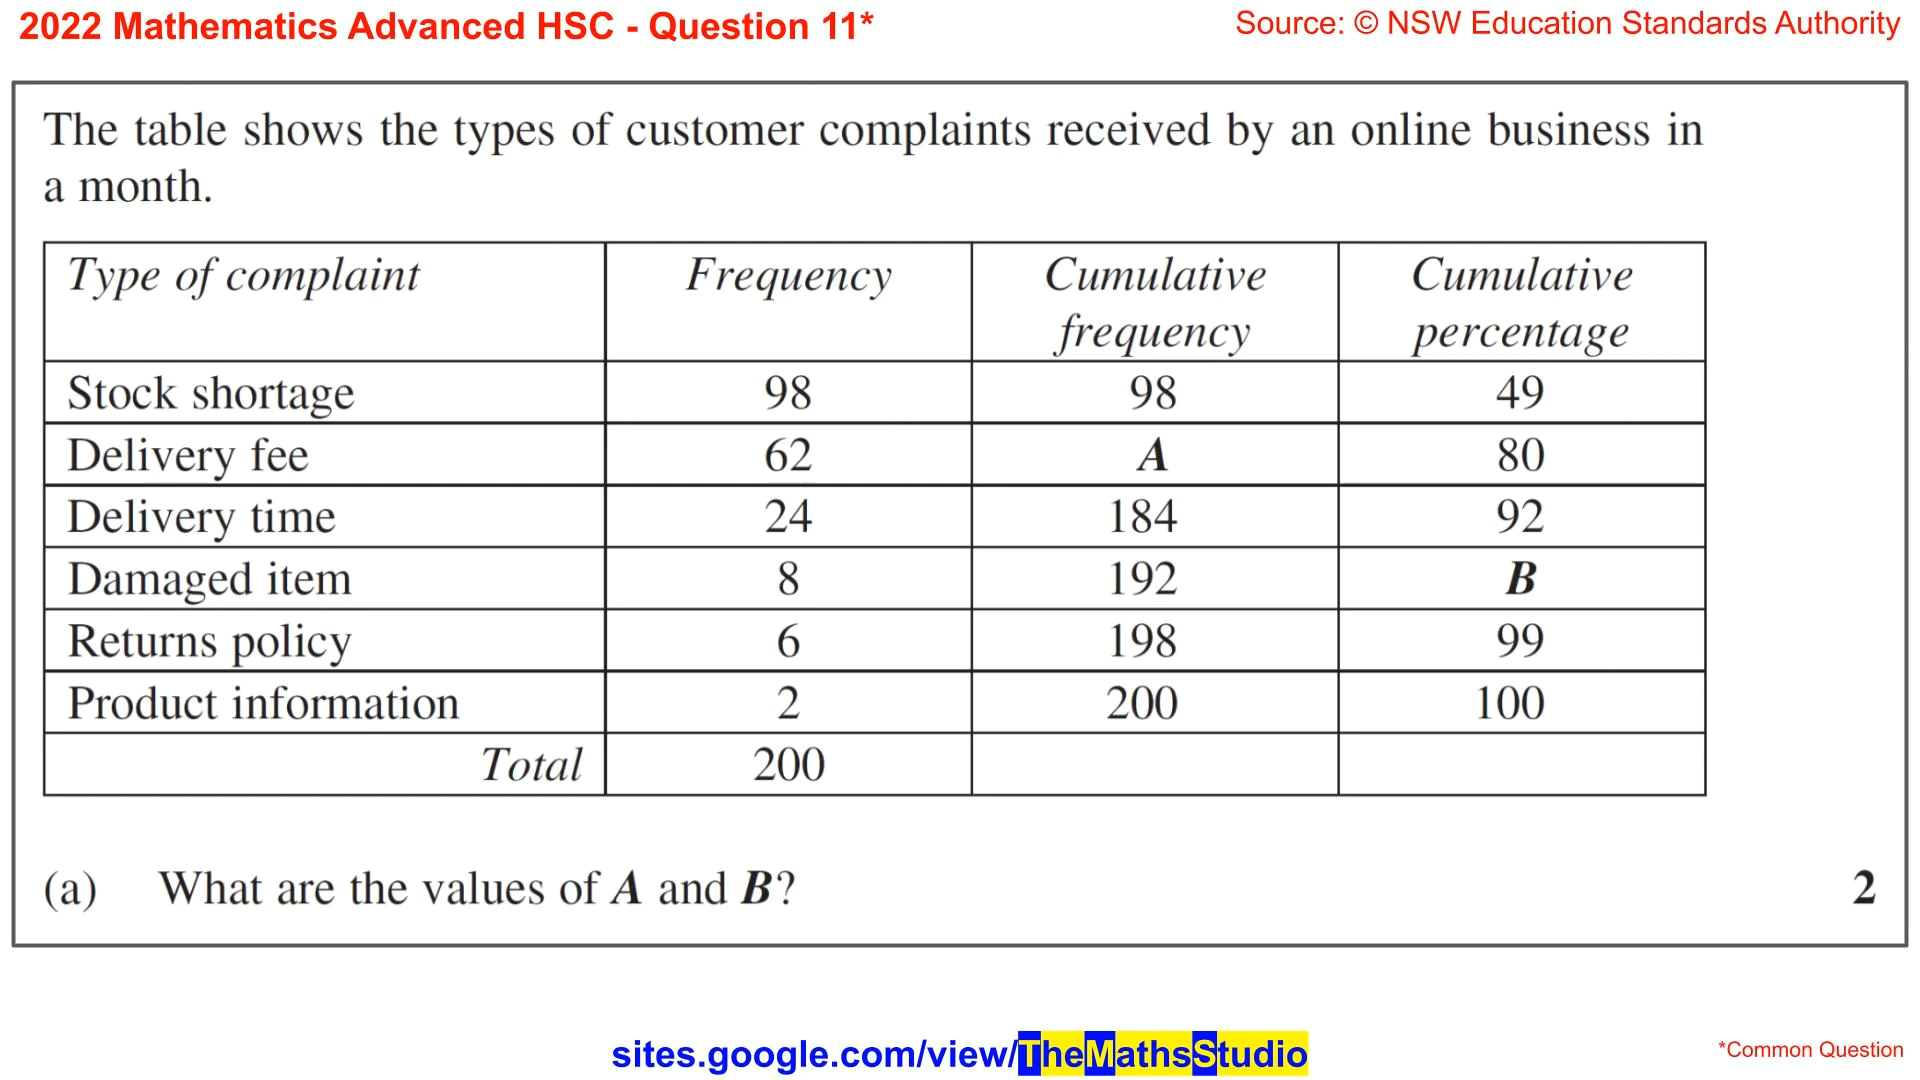 2022 Mathematics Advanced HSC - Question 11*
Source: © NSW Education Standards Authority
The table shows the types of customer complaints received by an online business in
a month.
Type of complaint Frequency Cumulative frequency Cumulative percentage
Stock shortage 98 98 49
Delivery fee 62 A 80
Delivery time 24 184 92
Damaged item 8 192 B
Returns policy 6 198 99
Product information 2 200 100
Total 200
(a) What are the values of A and B? 2
sites.google.com/view/TheMathsStudio
*Common Question